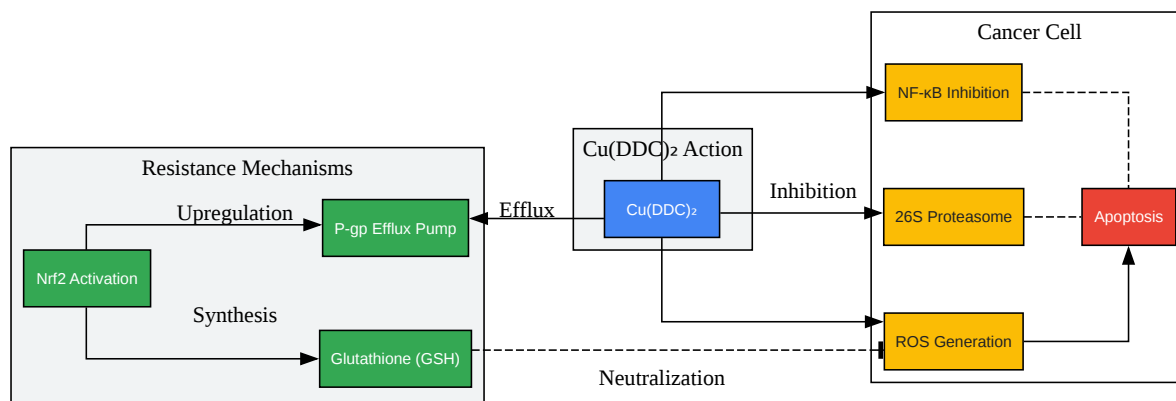 Cancer Cell
NF-κB Inhibition
Cu(DDC)₂ Action
Resistance Mechanisms
Inhibition
Upregulation
Efflux
Cu(DDC)₂
26S Proteasome
Apoptosis
P-gp Efflux Pump
Nrf2 Activation
Synthesis
ROS Generation
Glutathione (GSH)
Neutralization